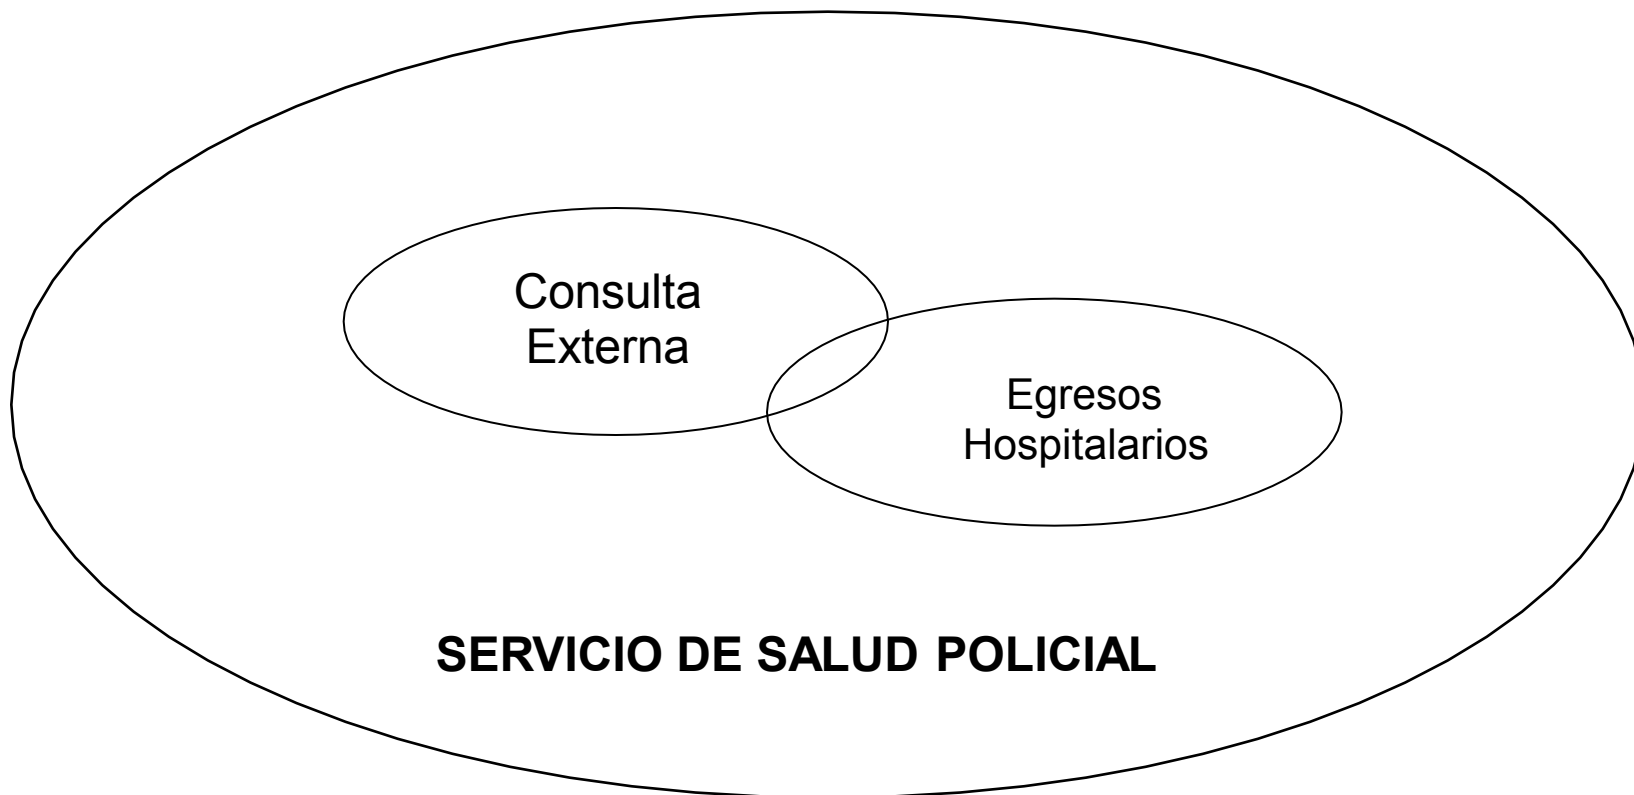 Consulta
Externa
Egresos
Hospitalarios
SERVICIO DE SALUD POLICIAL